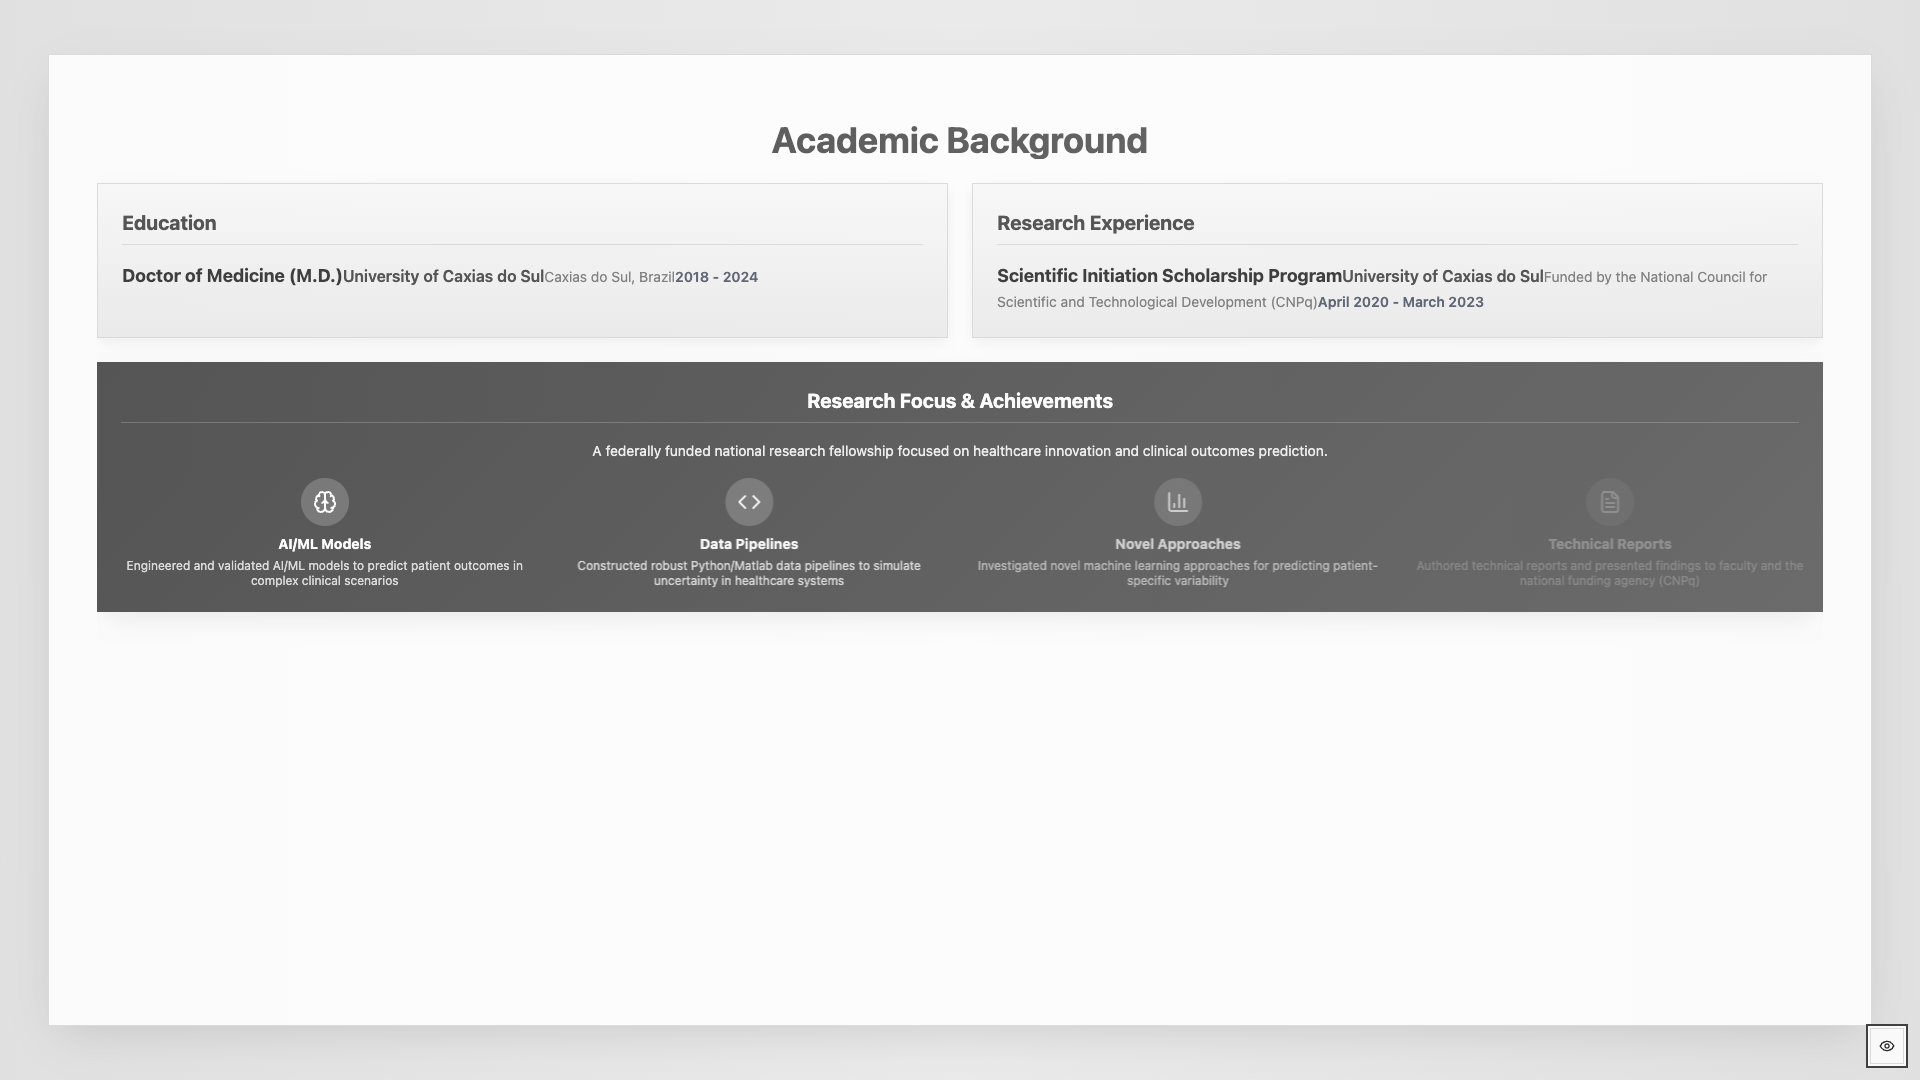 Academic Background
Education
Doctor of Medicine (M.D.)University of Caxias do SulCaxias do Sul, Brazil2018 - 2024
Research Experience
Scientific Initiation Scholarship ProgramUniversity of Caxias do SulFunded by the National Council for
Scientific and Technological Development (CNPq)April 2020 - March 2023
Research Focus & Achievements
A federally funded national research fellowship focused on healthcare innovation and clinical outcomes prediction.
AI/ML Models
Engineered and validated AI/ML models to predict patient outcomes in
complex clinical scenarios
Data Pipelines
Constructed robust Python/Matlab data pipelines to simulate
uncertainty in healthcare systems
Novel Approaches
Investigated novel machine learning approaches for predicting patient-
specific variability
Technical Reports
Authored technical reports and presented findings to faculty and the
national funding agency (CNPq)